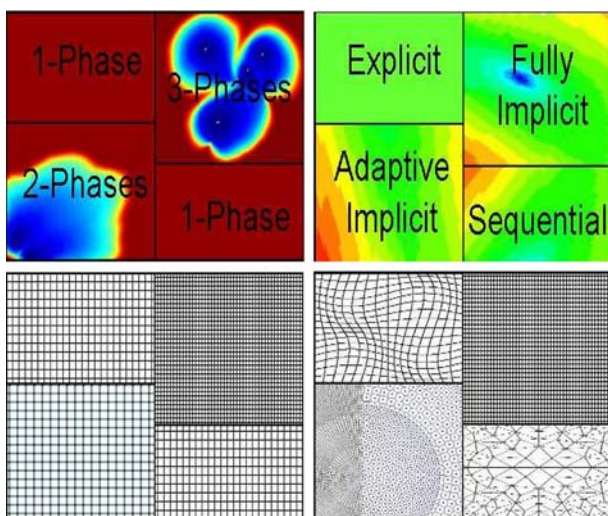 1-Phase
3-Phases
2-Phases
1-Phase
Explicit
Fully
Implicit
Adaptive
Implicit
Sequential